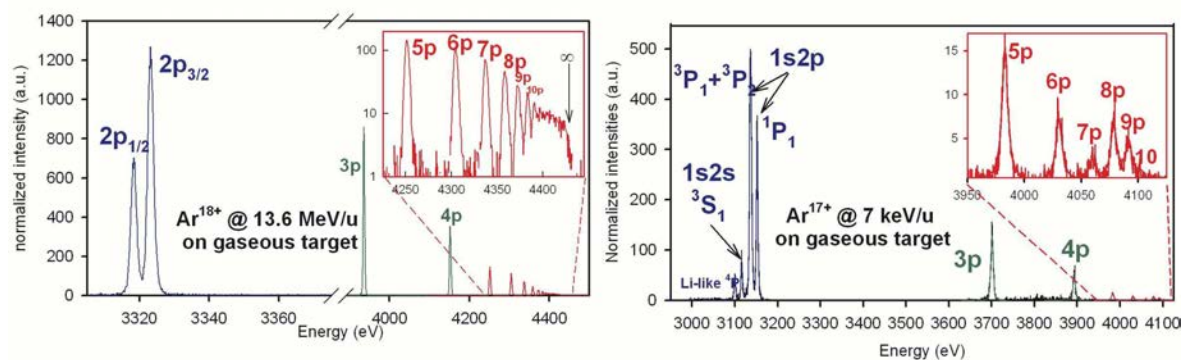 1400
1200
1000
800
600
400
200
0
normalized intensity (a.u.)
2p3/2
2p1/2
Ar18+ @ 13.6 MeV/u
on gaseous target
3p
4p
100
10
1
5p
6p
7p
8p
9p
10p
∞
4250 4300 4350 4400
3320 3340 3360 4000 4200 4400
Energy (eV)
500
400
300
200
100
0
Normalized intensities (a.u.)
1s2p
3P1+3P2
1P1
1s2s
3S1
Li-like 4P
Ar17+ @ 7 keV/u
on gaseous target
3p
4p
15
10
5
5p
6p
7p
8p
9p
10
3950 4000 4050 4100
3000 3100 3200 3600 3700 3800 3900 4000 4100
Energy (eV)